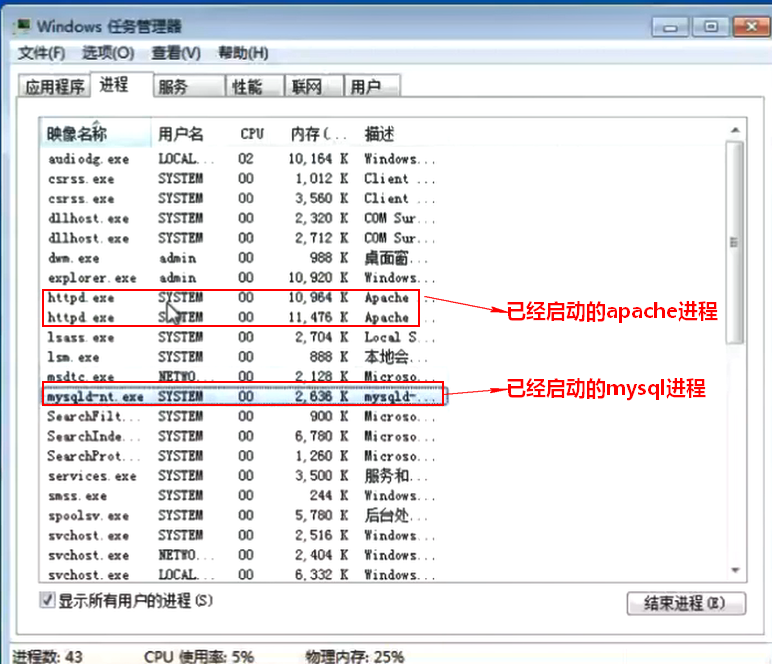 Windows 任务管理器
文件(F) 选项(O) 查看(V) 帮助(H)
应用程序 进程 服务 性能 联网 用户
映像名称 用户名 CPU 内存(... 描述
audiodg.exe LOCAL... 02 10,164 K Windows...
csrss.exe SYSTEM 00 1,012 K Client ...
csrss.exe SYSTEM 00 3,560 K Client ...
dllhost.exe SYSTEM 00 2,320 K COM Sur...
dllhost.exe SYSTEM 00 2,712 K COM Sur...
dwm.exe admin 00 988 K 桌面窗...
explorer.exe admin 00 10,920 K Windows...
httpd.exe SYSTEM 00 10,964 K Apache ...
已经启动的apache进程
httpd.exe SYSTEM 00 11,476 K Apache ...
lsass.exe SYSTEM 00 2,704 K Local S...
lsm.exe SYSTEM 00 888 K 本地会...
msdtc.exe NETWO... 00 2,128 K Microso...
mysqld-nt.exe SYSTEM 00 2,636 K mysqld-...
已经启动的mysql进程
SearchFilt... SYSTEM 00 900 K Microso...
SearchInde... SYSTEM 00 6,780 K Microso...
SearchProt... SYSTEM 00 1,260 K Microso...
services.exe SYSTEM 00 3,500 K 服务和...
smss.exe SYSTEM 00 244 K Windows...
spoolsv.exe SYSTEM 00 5,780 K 后台处...
svchost.exe SYSTEM 00 2,516 K Windows...
svchost.exe NETWO... 00 2,404 K Windows...
svchost.exe LOCAL... 00 6,332 K Windows...
显示所有用户的进程(S) 结束进程(E)
进程数: 43 CPU 使用率: 5% 物理内存: 25%